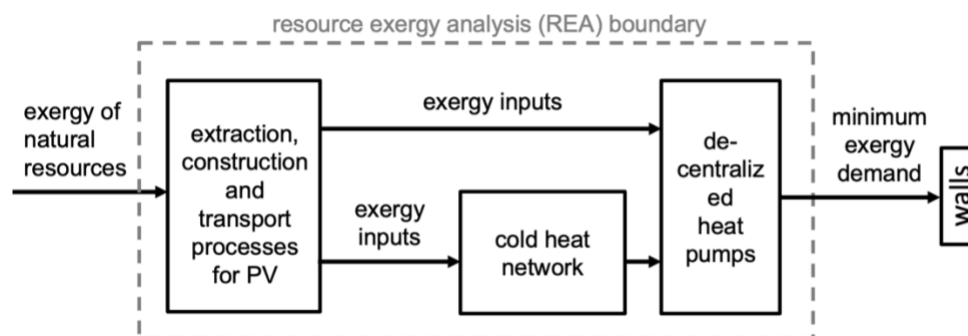 resource exergy analysis (REA) boundary
exergy of
natural
resources
extraction,
construction
and
transport
processes
for PV
exergy inputs
exergy
inputs
cold heat
network
de-
centraliz
ed
heat
pumps
minimum
exergy
demand
walls